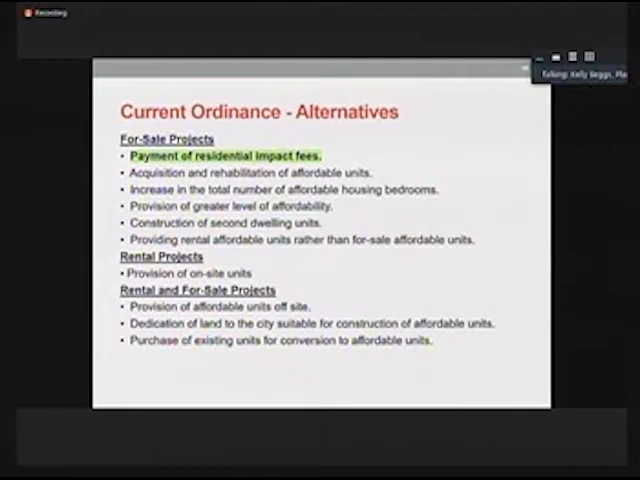 Recording
Talking: Kelly Beggs, Pla
Current Ordinance - Alternatives
For-Sale Projects
• Payment of residential impact fees.
• Acquisition and rehabilitation of affordable units.
• Increase in the total number of affordable housing bedrooms.
• Provision of greater level of affordability.
• Construction of second dwelling units.
• Providing rental affordable units rather than for-sale affordable units.
Rental Projects
• Provision of on-site units
Rental and For-Sale Projects
• Provision of affordable units off site.
• Dedication of land to the city suitable for construction of affordable units.
• Purchase of existing units for conversion to affordable units.